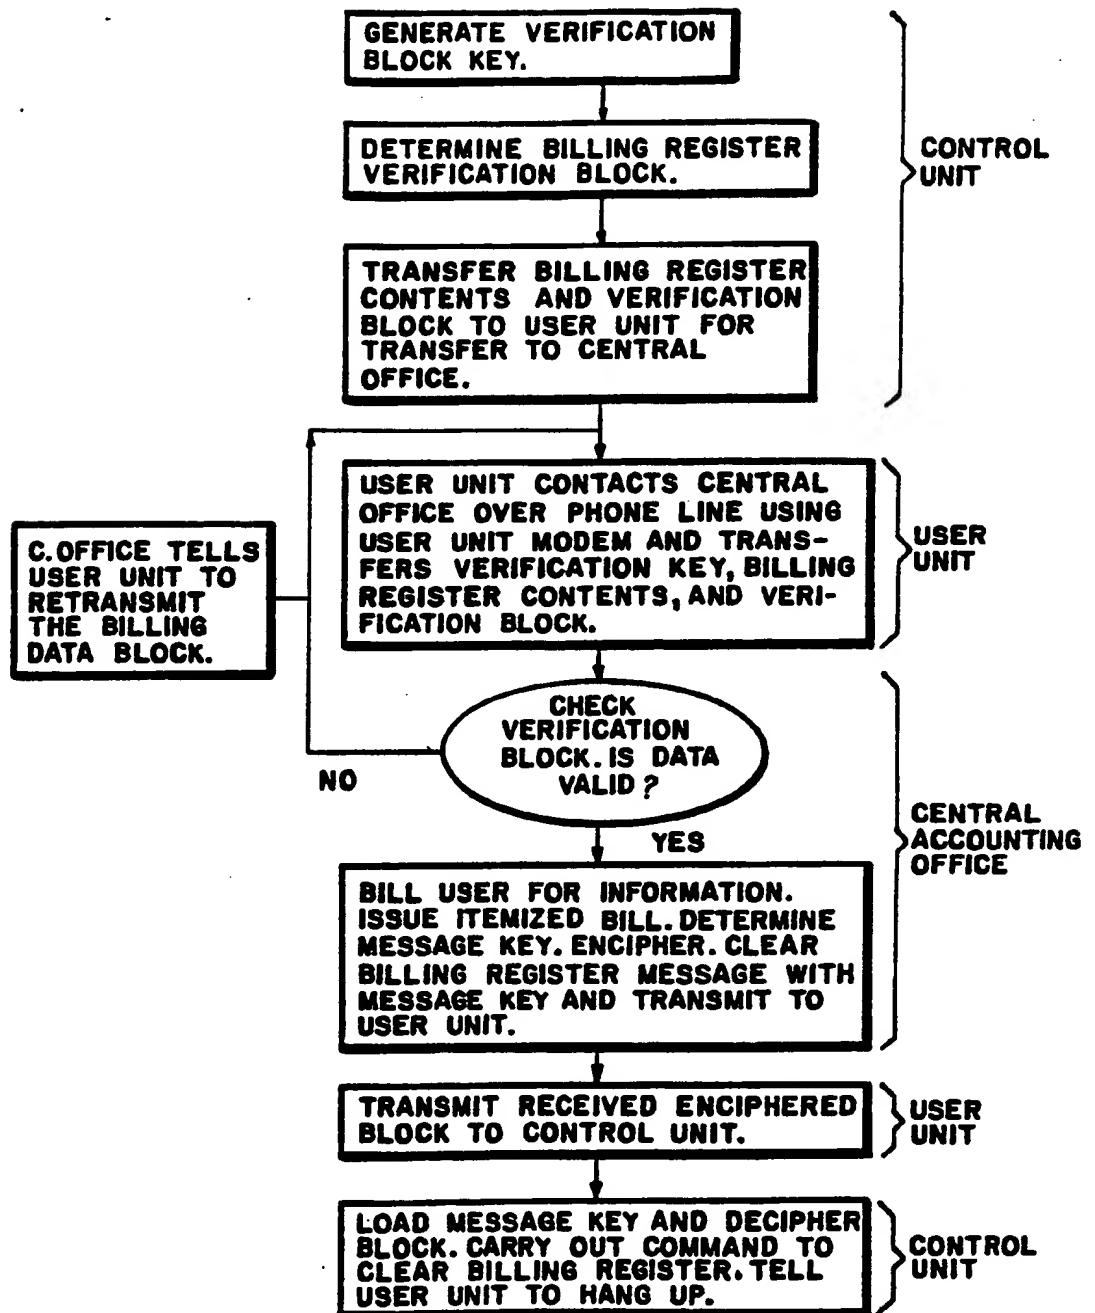 GENERATE VERIFICATION
BLOCK KEY.
DETERMINE BILLING REGISTER
VERIFICATION BLOCK.
CONTROL
UNIT
TRANSFER BILLING REGISTER
CONTENTS AND VERIFICATION
BLOCK TO USER UNIT FOR
TRANSFER TO CENTRAL
OFFICE.
USER UNIT CONTACTS CENTRAL
OFFICE OVER PHONE LINE USING
USER UNIT MODEM AND TRANS-
FERS VERIFICATION KEY, BILLING
REGISTER CONTENTS, AND VERI-
FICATION BLOCK.
USER
UNIT
C. OFFICE TELLS
USER UNIT TO
RETRANSMIT
THE BILLING
DATA BLOCK.
CHECK
VERIFICATION
BLOCK. IS DATA
VALID?
NO
YES
CENTRAL
ACCOUNTING
OFFICE
BILL USER FOR INFORMATION.
ISSUE ITEMIZED BILL. DETERMINE
MESSAGE KEY. ENCIPHER. CLEAR
BILLING REGISTER MESSAGE WITH
MESSAGE KEY AND TRANSMIT TO
USER UNIT.
TRANSMIT RECEIVED ENCIPHERED
BLOCK TO CONTROL UNIT.
USER
UNIT
LOAD MESSAGE KEY AND DECIPHER
BLOCK. CARRY OUT COMMAND TO
CLEAR BILLING REGISTER. TELL
USER UNIT TO HANG UP.
CONTROL
UNIT